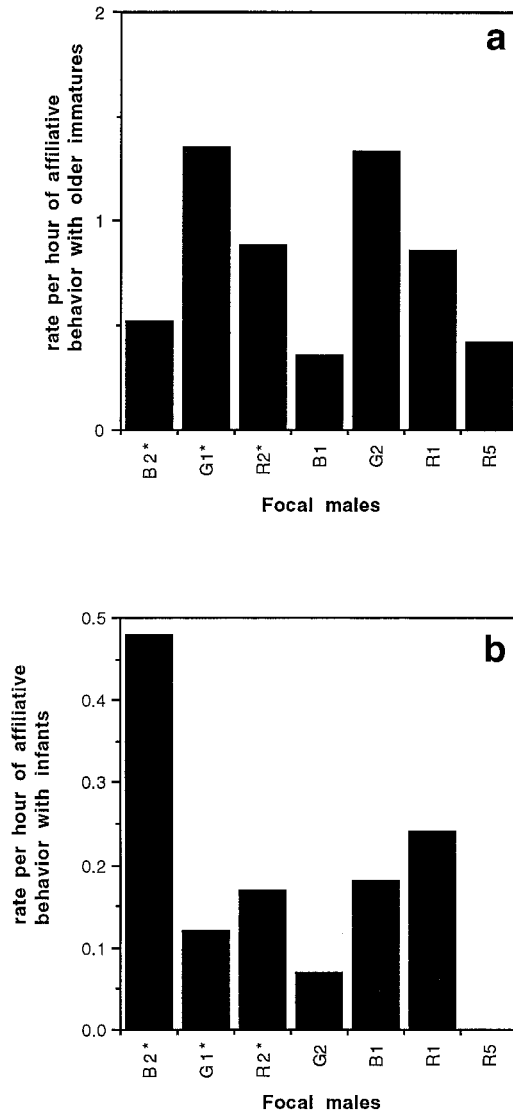 a
rate per hour of affiliative
behavior with older immatures
2
1
0
B2*
G1*
R2*
B1
G2
R1
R5
Focal males
b
rate per hour of affiliative
behavior with infants
0.5
0.4
0.3
0.2
0.1
0.0
B2*
G1*
R2*
G2
B1
R1
R5
Focal males